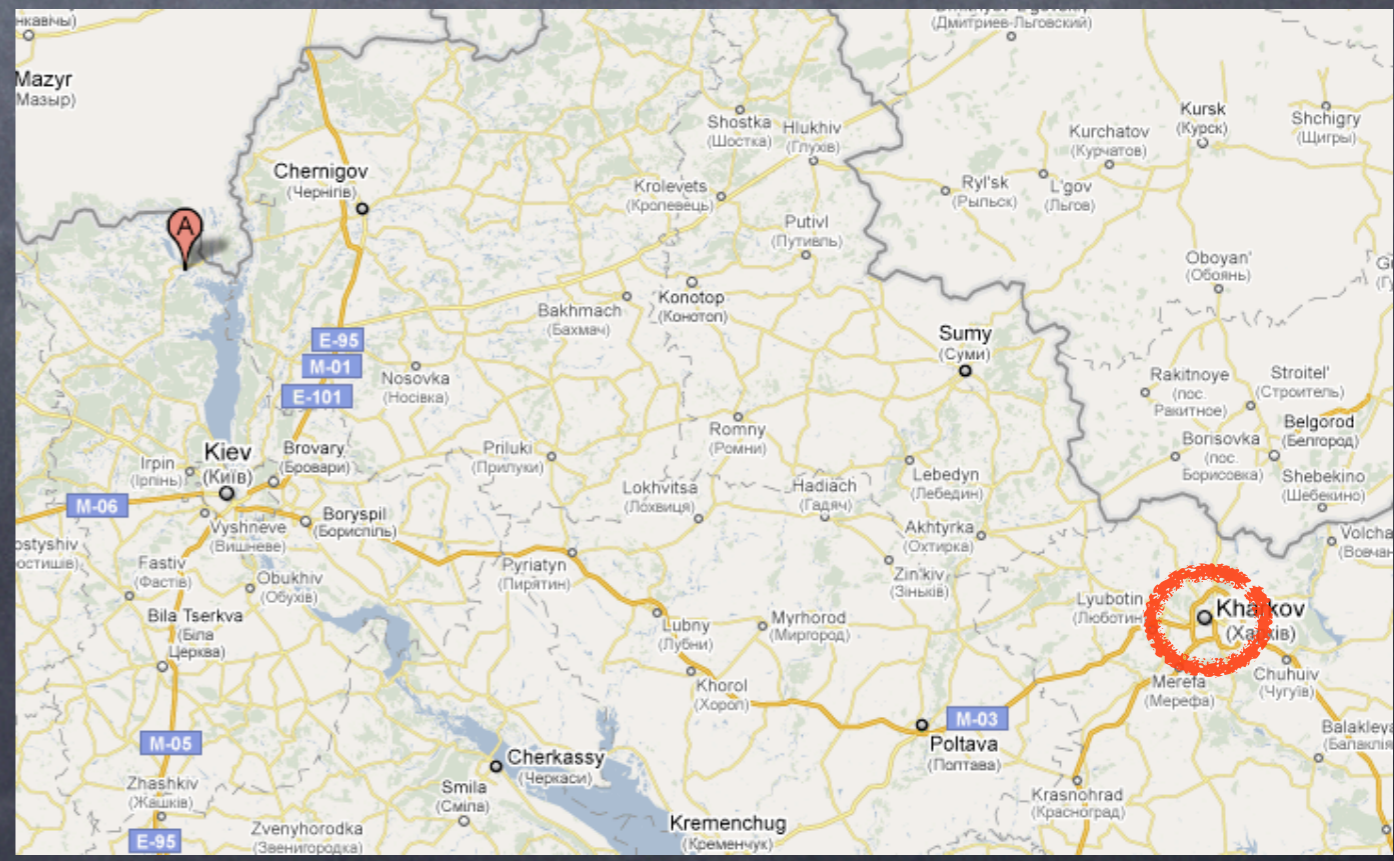 Mazyr
(Мазыр)
(Дмитриев-Льговский)
Kursk
(Курск)
Shchigry
(Щигры)
Shostka
(Шостка)
Hlukhiv
(Глухів)
Kurchatov
(Курчатов)
Chernigov
(Чернігів)
Krolevets
(Кролевець)
Ryl'sk
(Рыльск)
L'gov
(Льгов)
A
Putivl
(Путивль)
Oboyan'
(Обоянь)
Bakhmach
(Бахмач)
Konotop
(Конотоп)
E-95
M-01
E-101
Sumy
(Суми)
Nosovka
(Носівка)
Rakitnoye
(пос.
Ракитное)
Stroitel'
(Строитель)
Romny
(Ромни)
Belgorod
(Белгород)
Borisovka
(пос.
Борисовка)
Kiev
(Київ)
Brovary
(Бровари)
Irpin
(Ірпінь)
Priluki
(Прилуки)
Lebedyn
(Лебедин)
Shebekino
(Шебекино)
Lokhvitsa
(Лохвиця)
Hadiach
(Гадяч)
M-06
Boryspil
(Бориспіль)
Vyshneve
(Вишневе)
Akhtyrka
(Охтирка)
Fastiv
(Фастів)
Obukhiv
(Обухів)
Pyriatyn
(Пирятин)
Zin'kiv
(Зіньків)
Bila Tserkva
(Біла
Церква)
Lubny
(Лубни)
Myrhorod
(Миргород)
Lyubotin
(Люботин
Kharkov
(Харків)
Khorol
(Хорол)
Merefa
(Мерефа)
Chuhuiv
(Чугуїв)
M-03
Poltava
(Полтава)
M-05
Cherkassy
(Черкаси)
Zhashkiv
(Жашків)
Smila
(Сміла)
Krasnohrad
(Красноград)
E-95
Zvenyhorodka
(Звенигородка)
Kremenchug
(Кременчук)